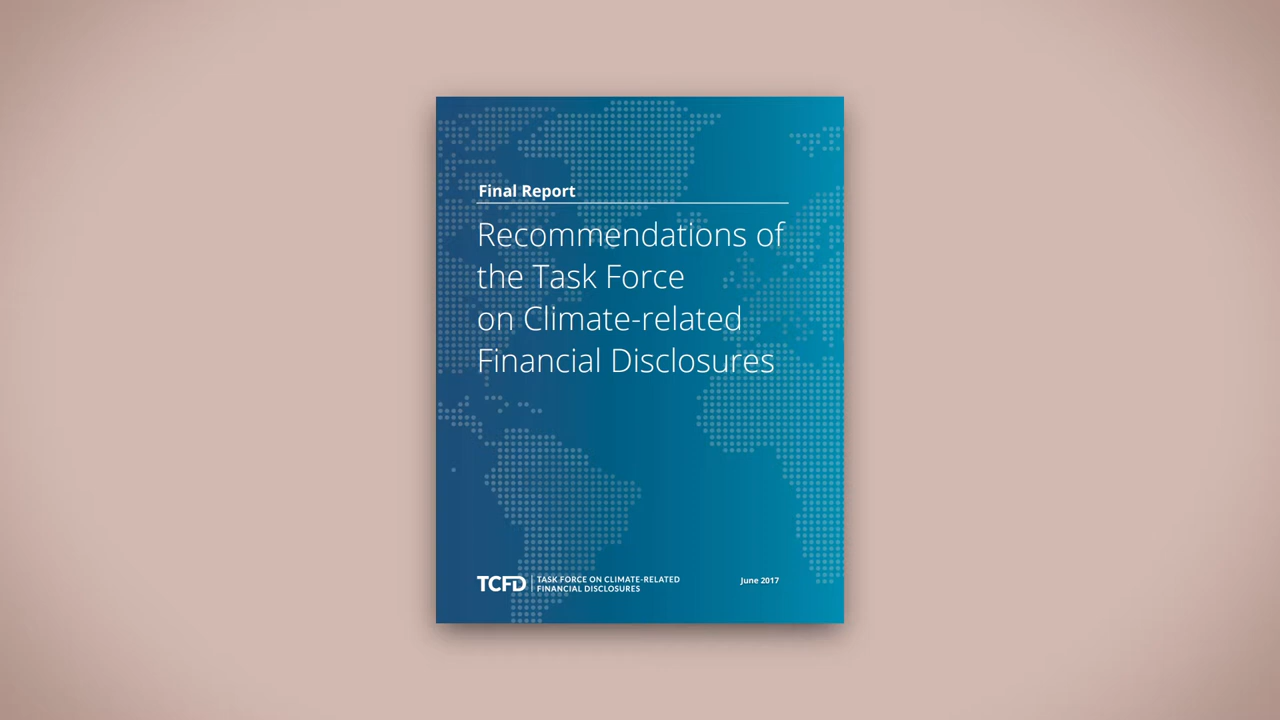 Final Report
Recommendations of
the Task Force
on Climate-related
Financial Disclosures
TCFD TASK FORCE ON CLIMATE-RELATED
FINANCIAL DISCLOSURES
June 2017